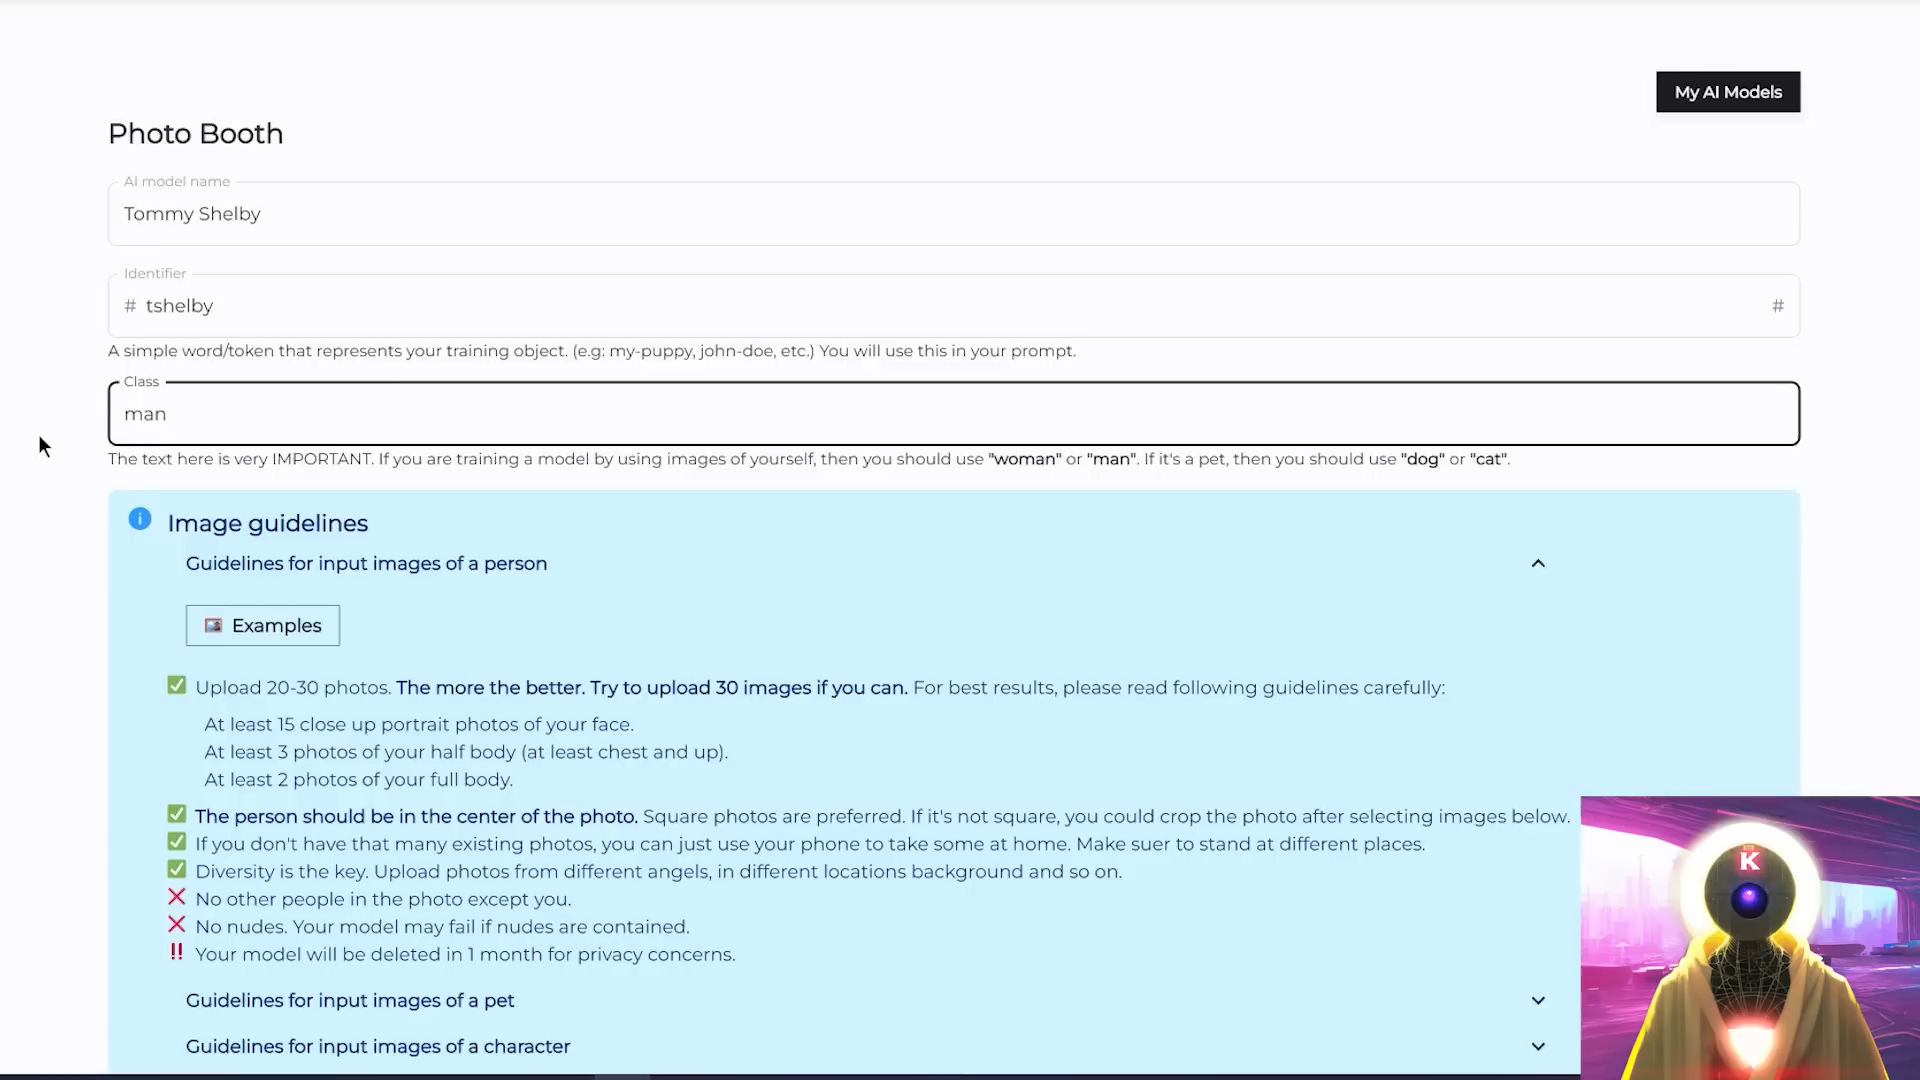 My AI Models
Photo Booth
AI model name
Tommy Shelby
Identifier
# tshelby #
A simple word/token that represents your training object. (e.g: my-puppy, john-doe, etc.) You will use this in your prompt.
Class
man
The text here is very IMPORTANT. If you are training a model by using images of yourself, then you should use "woman" or "man". If it's a pet, then you should use "dog" or "cat".
Image guidelines
Guidelines for input images of a person
Examples
Upload 20-30 photos. The more the better. Try to upload 30 images if you can. For best results, please read following guidelines carefully:
At least 15 close up portrait photos of your face.
At least 3 photos of your half body (at least chest and up).
At least 2 photos of your full body.
The person should be in the center of the photo. Square photos are preferred. If it's not square, you could crop the photo after selecting images below.
If you don't have that many existing photos, you can just use your phone to take some at home. Make suer to stand at different places.
Diversity is the key. Upload photos from different angels, in different locations background and so on.
No other people in the photo except you.
No nudes. Your model may fail if nudes are contained.
!! Your model will be deleted in 1 month for privacy concerns.
Guidelines for input images of a pet
Guidelines for input images of a character
K